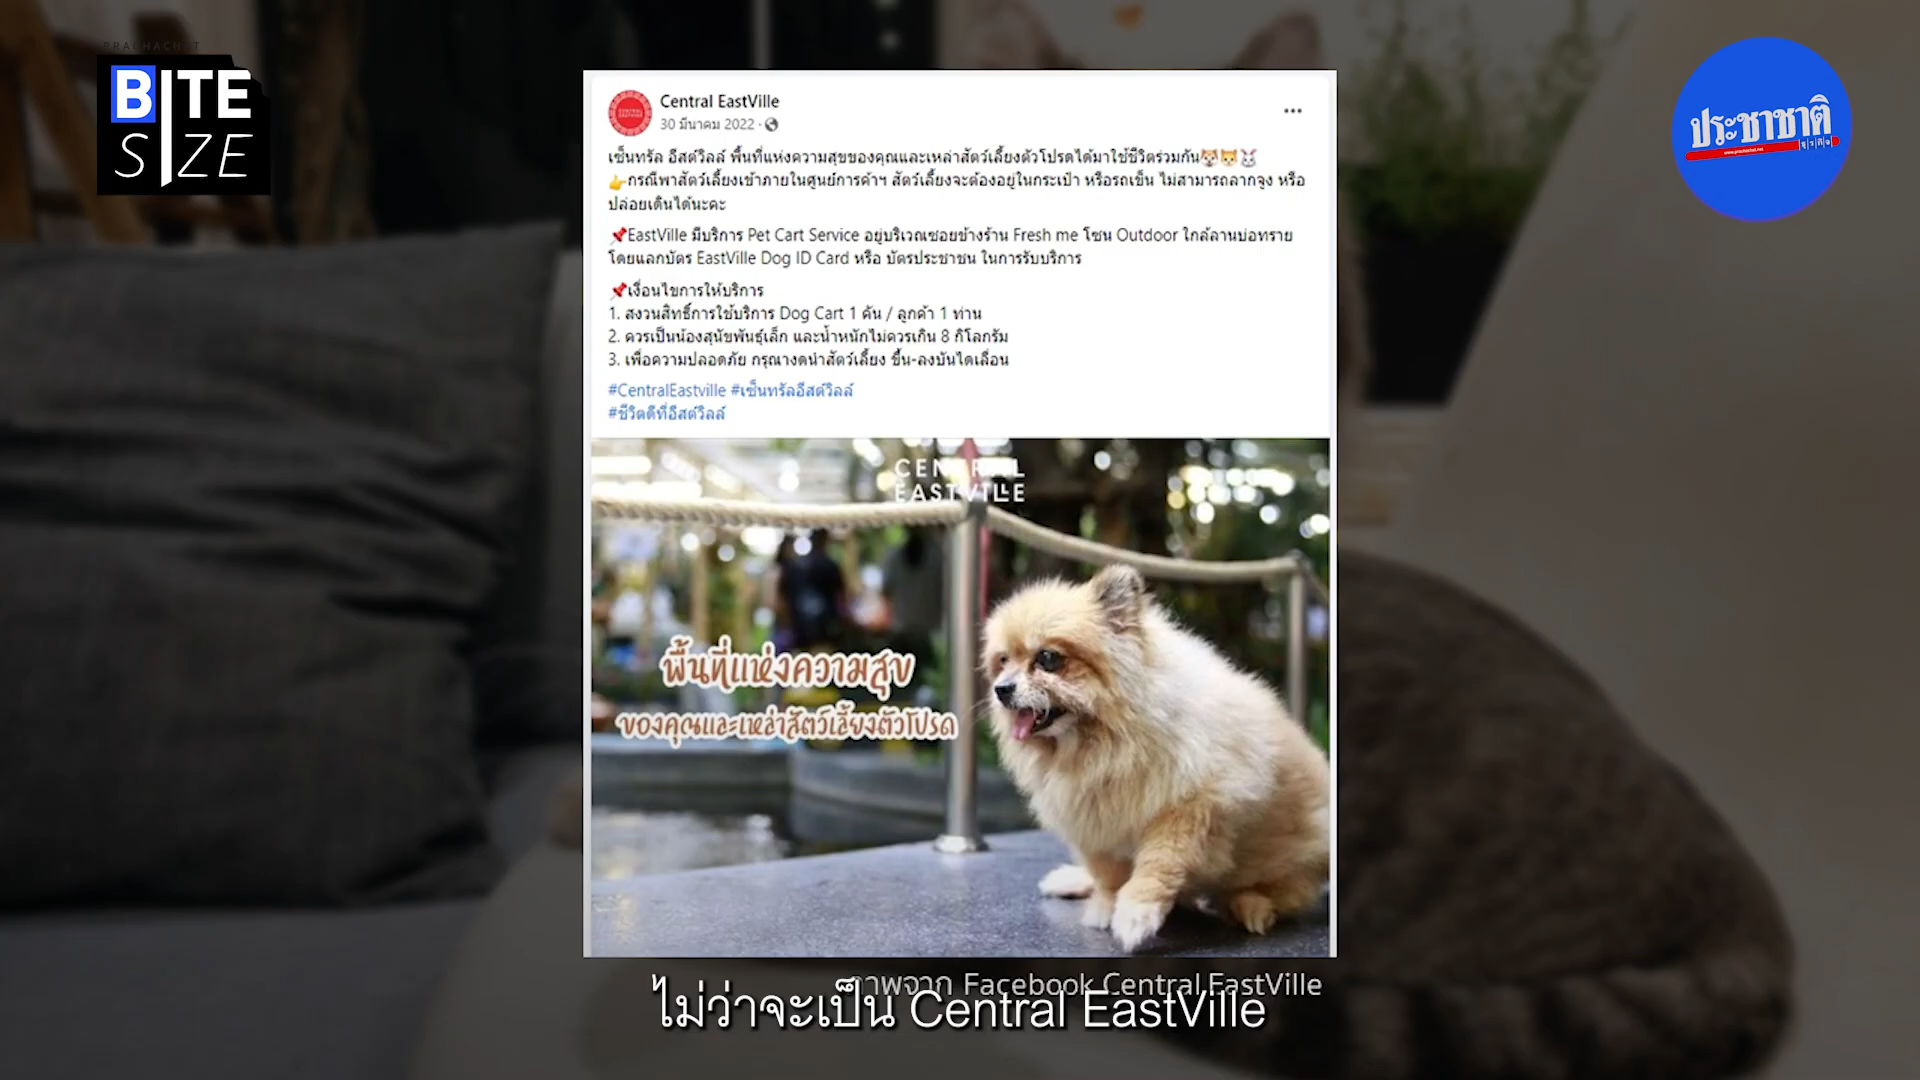 PRACHACHAT
BITE
SIZE
ประชาชาติ
ธุรกิจ
www.prachachat.net
Central EastVille
30 มีนาคม 2022
เซ็นทรัล อีสต์วิลล์ พื้นที่แห่งความสุขของคุณและเหล่าสัตว์เลี้ยงตัวโปรดได้มาใช้ชีวิตร่วมกัน🐶🐱🐰
👉กรณีพาสัตว์เลี้ยงเข้าภายในศูนย์การค้าฯ สัตว์เลี้ยงจะต้องอยู่ในกระเป๋า หรือรถเข็น ไม่สามารถลากจูง หรือ
ปล่อยเดินได้นะคะ
📌EastVille มีบริการ Pet Cart Service อยู่บริเวณซอยข้างร้าน Fresh me โซน Outdoor ใกล้ลานบ่อทราย
โดยแลกบัตร EastVille Dog ID Card หรือ บัตรประชาชน ในการรับบริการ
📌เงื่อนไขการให้บริการ
1. สงวนสิทธิ์การใช้บริการ Dog Cart 1 คัน / ลูกค้า 1 ท่าน
2. ควรเป็นน้องสุนัขพันธุ์เล็ก และน้ำหนักไม่ควรเกิน 8 กิโลกรัม
3. เพื่อความปลอดภัย กรุณางดนำสัตว์เลี้ยง ขึ้น-ลงบันไดเลื่อน
#CentralEastville #เซ็นทรัลอีสต์วิลล์
#ชีวิตดีที่อีสต์วิลล์
CENTRAL
EASTVILLE
พื้นที่แห่งความสุข
ของคุณและเหล่าสัตว์เลี้ยงตัวโปรด
ภาพจาก Facebook Central EastVille
ไม่ว่าจะเป็น Central EastVille